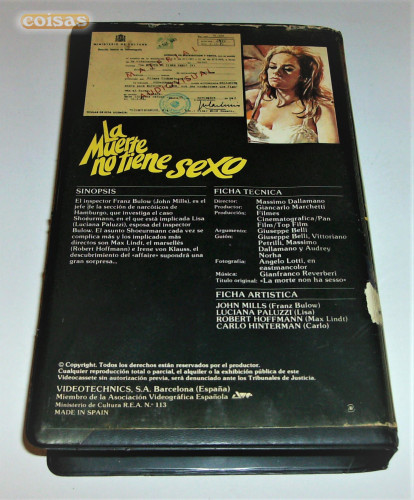 coisas
MINISTERIO DE CULTURA
AUDIOVISUAL
La
Muerte
no tiene sexo
SINOPSIS
El inspector Franz Bulow (John Mills), es el
jefe de la sección de narcóticos de
Hamburgo, que investiga el caso
Shoeurmann, en el que está implicada Lisa
(Luciana Paluzzi), esposa del inspector
Bulow. El asunto Shoeurmann cada vez se
complica más y los implicados más
directos son Max Lindt, el marsellés
(Robert Hoffmann) e Irene von Klauss, el
descubrimiento del «affaire» supondrá una
gran sorpresa...
FICHA TECNICA
Director: Massimo Dallamano
Productor: Giancarlo Marchetti
Producción: Filmes
Cinematografica/Pan
Film/Top Film
Argumento: Giuseppe Belli
Guión: Giuseppe Belli, Vittoriano
Petrilli, Massimo
Dallamano y Audrey
Norha
Fotografía: Angelo Lotti, en
eastmancolor
Música: Gianfranco Reverberi
Título original: «La morte non ha sesso»
FICHA ARTISTICA
JOHN MILLS (Franz Bulow)
LUCIANA PALUZZI (Lisa)
ROBERT HOFFMANN (Max Lindt)
CARLO HINTERMAN (Carlo)
© Copyright. Todos los derechos están reservados por el productor.
Cualquier reproducción total o parcial, el alquiler o la exhibición pública de este
Videocassete sin autorización previa, será denunciado ante los Tribunales de Justicia.
VIDEOTECHNICS, S.A. Barcelona (España)
Miembro de la Asociación Videográfica Española
Ministerio de Cultura R.E.A. N.º 113
MADE IN SPAIN